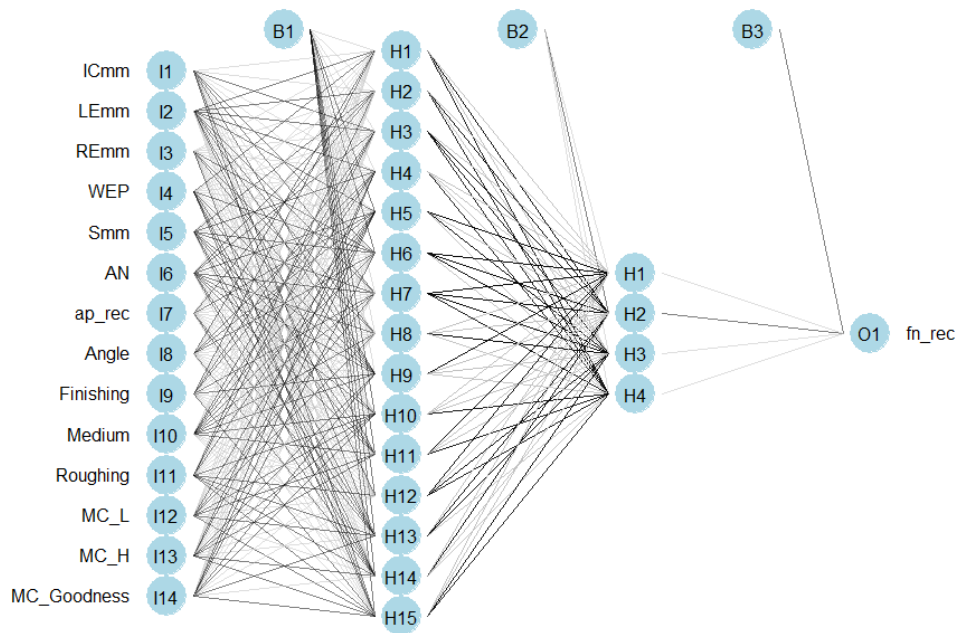 B1
B2
B3
ICmm I1
LEmm I2
REmm I3
WEP I4
Smm I5
AN I6
ap_rec I7
Angle I8
Finishing I9
Medium I10
Roughing I11
MC_L I12
MC_H I13
MC_Goodness I14
H1
H2
H3
H4
H5
H6
H7
H8
H9
H10
H11
H12
H13
H14
H15
H1
H2
H3
H4
O1 fn_rec